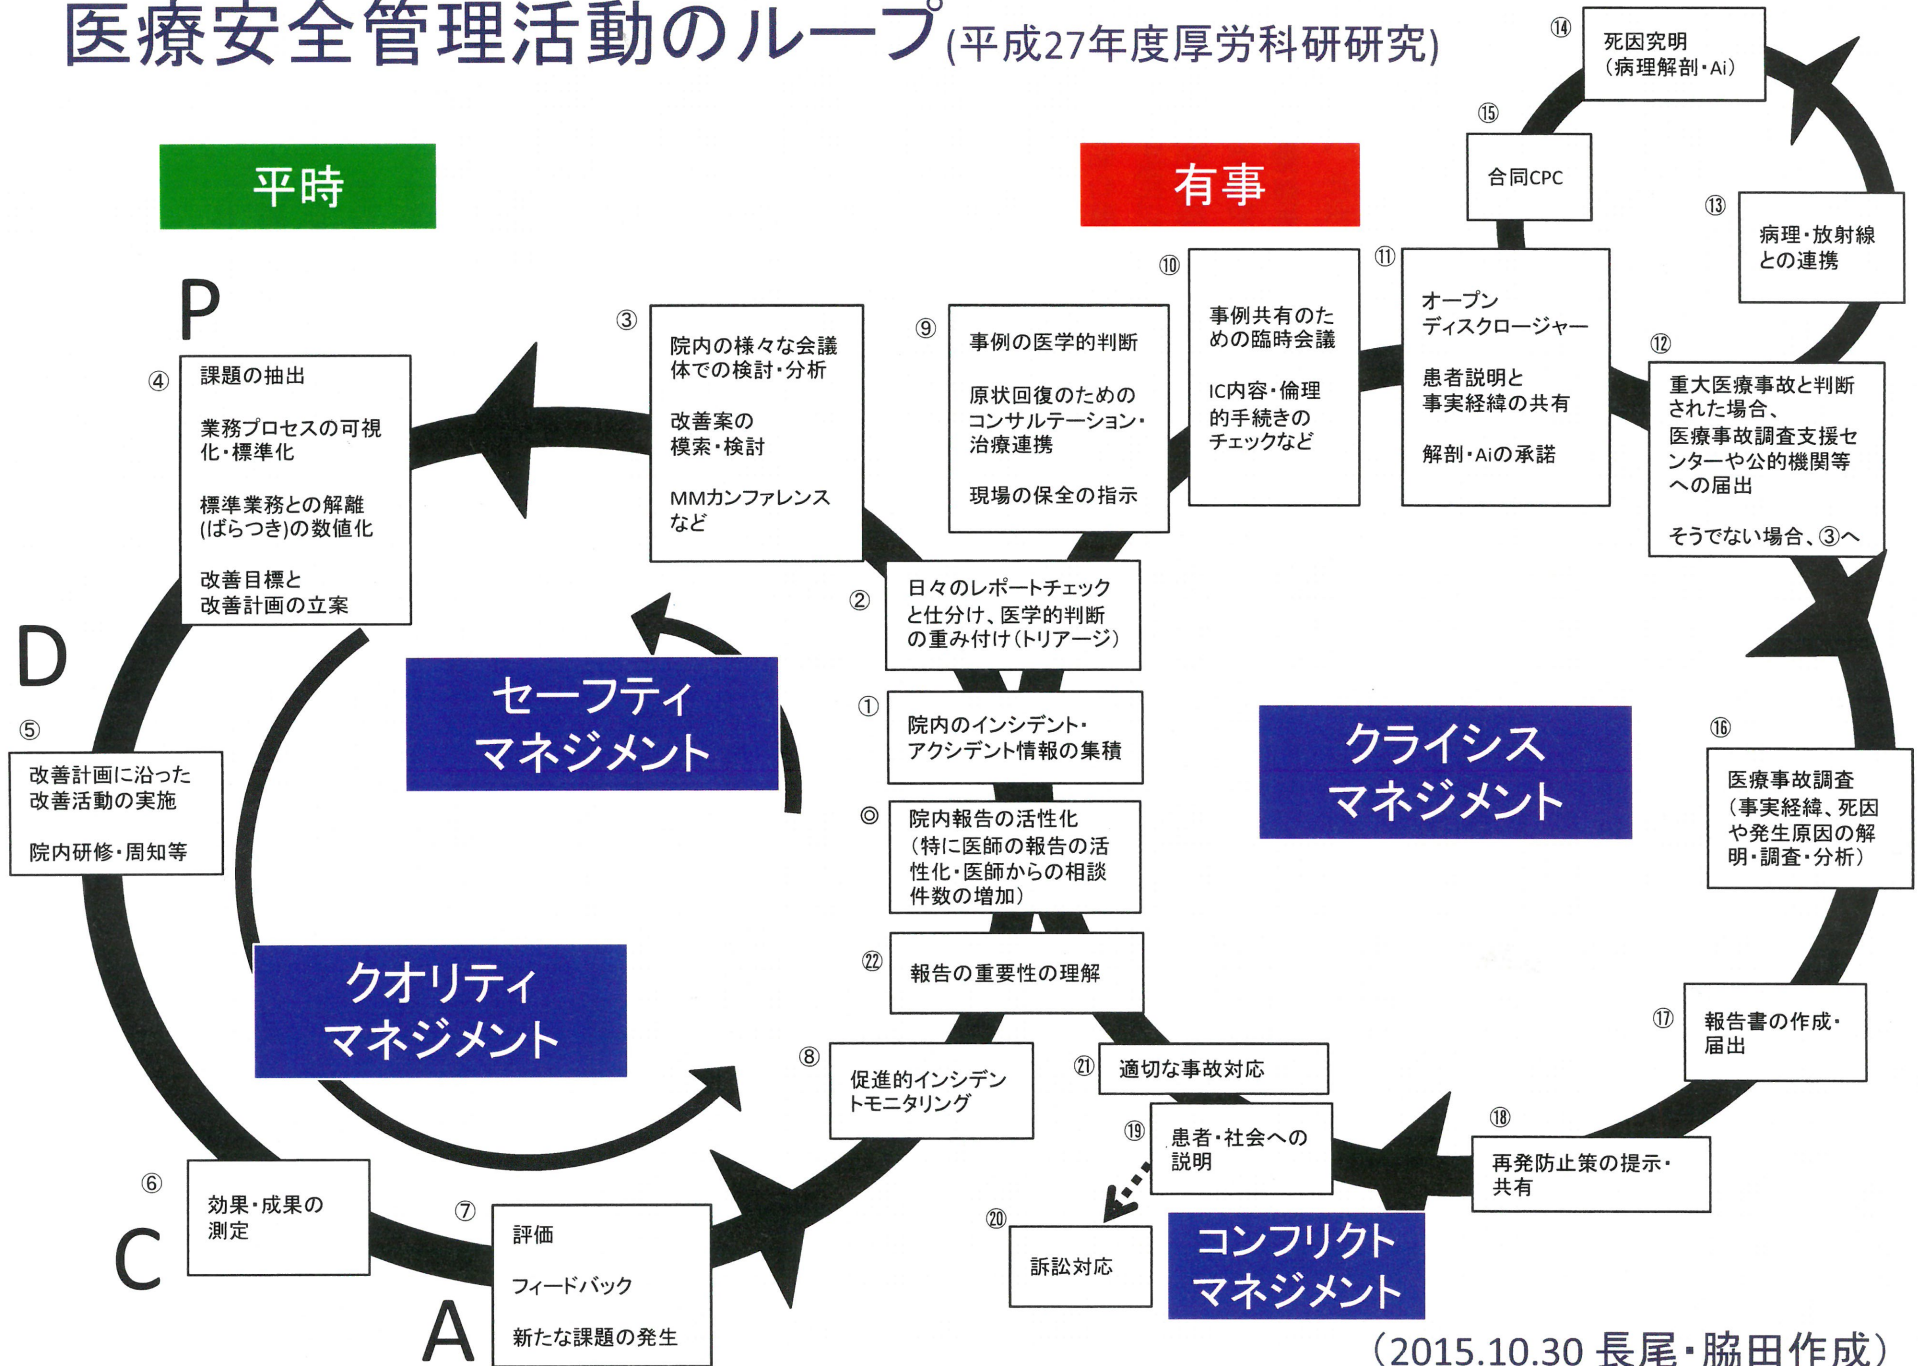 医療安全管理活動のループ(平成27年度厚労科研研究)
平時
有事
P
D
C
A
◎
院内報告の活性化
（特に医師の報告の活
性化・医師からの相談
件数の増加）
①
院内のインシデント・
アクシデント情報の集積
②
日々のレポートチェック
と仕分け、医学的判断
の重み付け（トリアージ）
③
院内の様々な会議
体での検討・分析
改善案の
模索・検討
MMカンファレンス
など
④
課題の抽出
業務プロセスの可視
化・標準化
標準業務との解離
(ばらつき)の数値化
改善目標と
改善計画の立案
⑤
改善計画に沿った
改善活動の実施
院内研修・周知等
⑥
効果・成果の
測定
⑦
評価
フィードバック
新たな課題の発生
⑧
促進的インシデン
トモニタリング
⑨
事例の医学的判断
原状回復のための
コンサルテーション・
治療連携
現場の保全の指示
⑩
事例共有のた
めの臨時会議
IC内容・倫理
的手続きの
チェックなど
⑪
オープン
ディスクロージャー
患者説明と
事実経緯の共有
解剖・Aiの承諾
⑫
重大医療事故と判断
された場合、
医療事故調査支援セ
ンターや公的機関等
への届出
そうでない場合、③へ
⑬
病理・放射線
との連携
⑭
死因究明
（病理解剖・Ai）
⑮
合同CPC
⑯
医療事故調査
（事実経緯、死因
や発生原因の解
明・調査・分析）
⑰
報告書の作成・
届出
⑱
再発防止策の提示・
共有
⑲
患者・社会への
説明
⑳
訴訟対応
㉑
適切な事故対応
㉒
報告の重要性の理解
セーフティ
マネジメント
クオリティ
マネジメント
クライシス
マネジメント
コンフリクト
マネジメント
（2015.10.30 長尾・脇田作成）